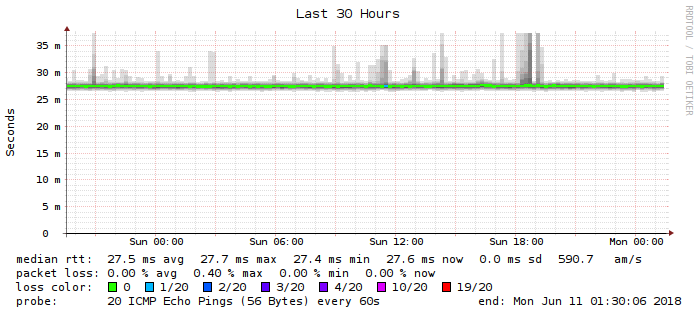 Last 30 Hours
RRDTOOL / TOBI OETIKER
Seconds
35 m
30 m
25 m
20 m
15 m
10 m
5 m
0
Sun 00:00 Sun 06:00 Sun 12:00 Sun 18:00 Mon 00:00
median rtt: 27.5 ms avg 27.7 ms max 27.4 ms min 27.6 ms now 0.0 ms sd 590.7 am/s
packet loss: 0.00 % avg 0.40 % max 0.00 % min 0.00 % now
loss color: 0 1/20 2/20 3/20 4/20 10/20 19/20
probe: 20 ICMP Echo Pings (56 Bytes) every 60s end: Mon Jun 11 01:30:06 2018